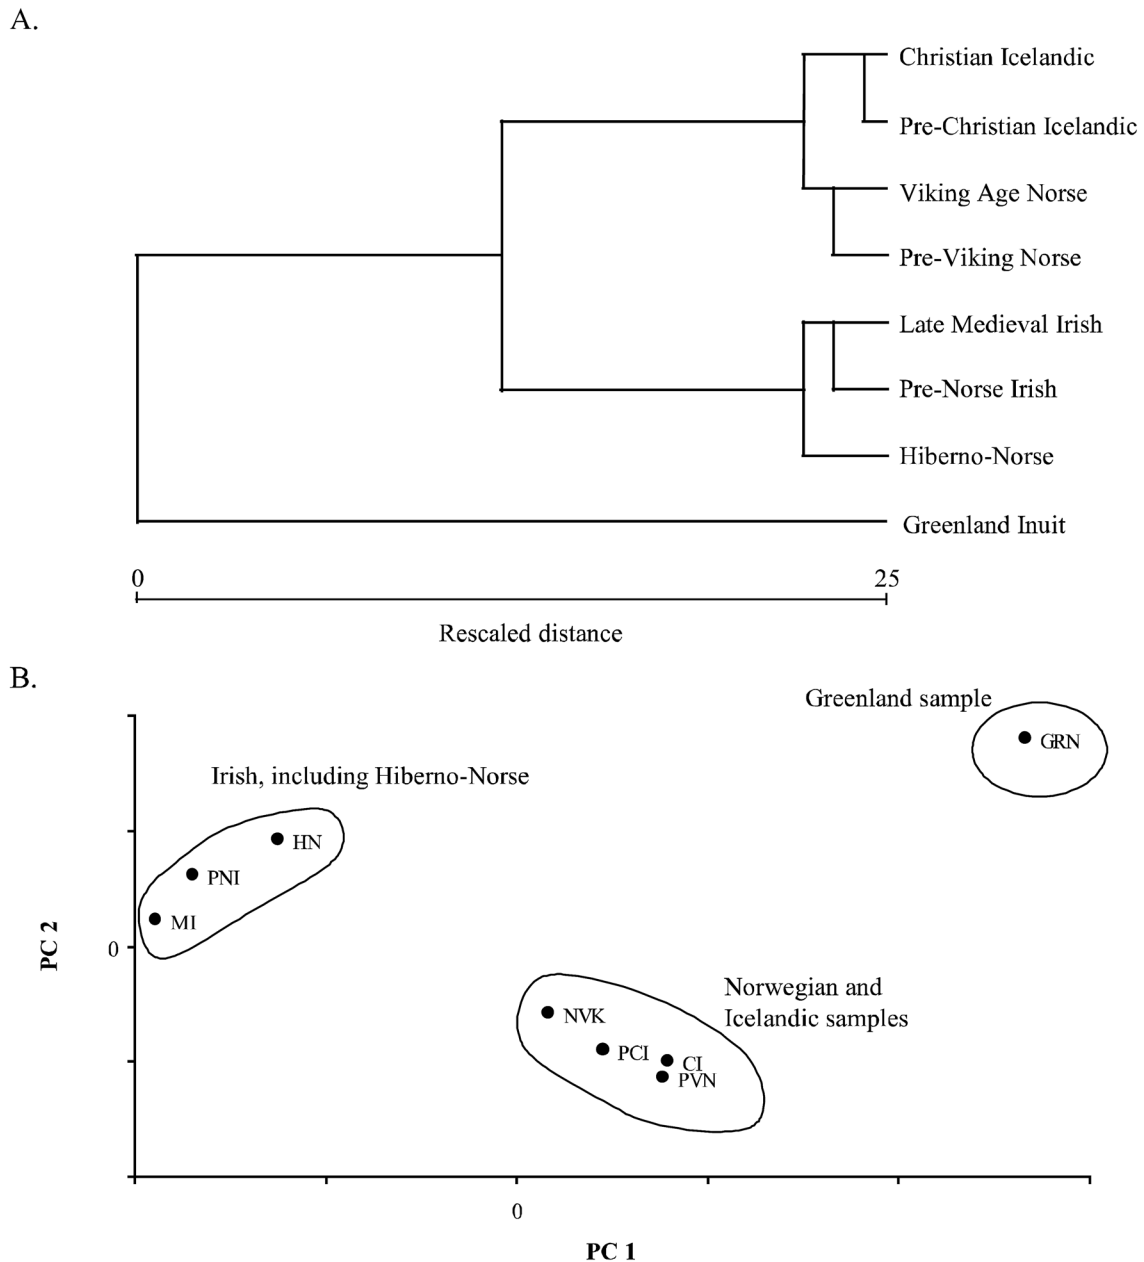 A.
Christian Icelandic
Pre-Christian Icelandic
Viking Age Norse
Pre-Viking Norse
Late Medieval Irish
Pre-Norse Irish
Hiberno-Norse
Greenland Inuit
0 25
Rescaled distance
B.
Greenland sample
GRN
Irish, including Hiberno-Norse
HN
PNI
MI
PC 2
0
Norwegian and
Icelandic samples
NVK
PCI
CI
PVN
0
PC 1